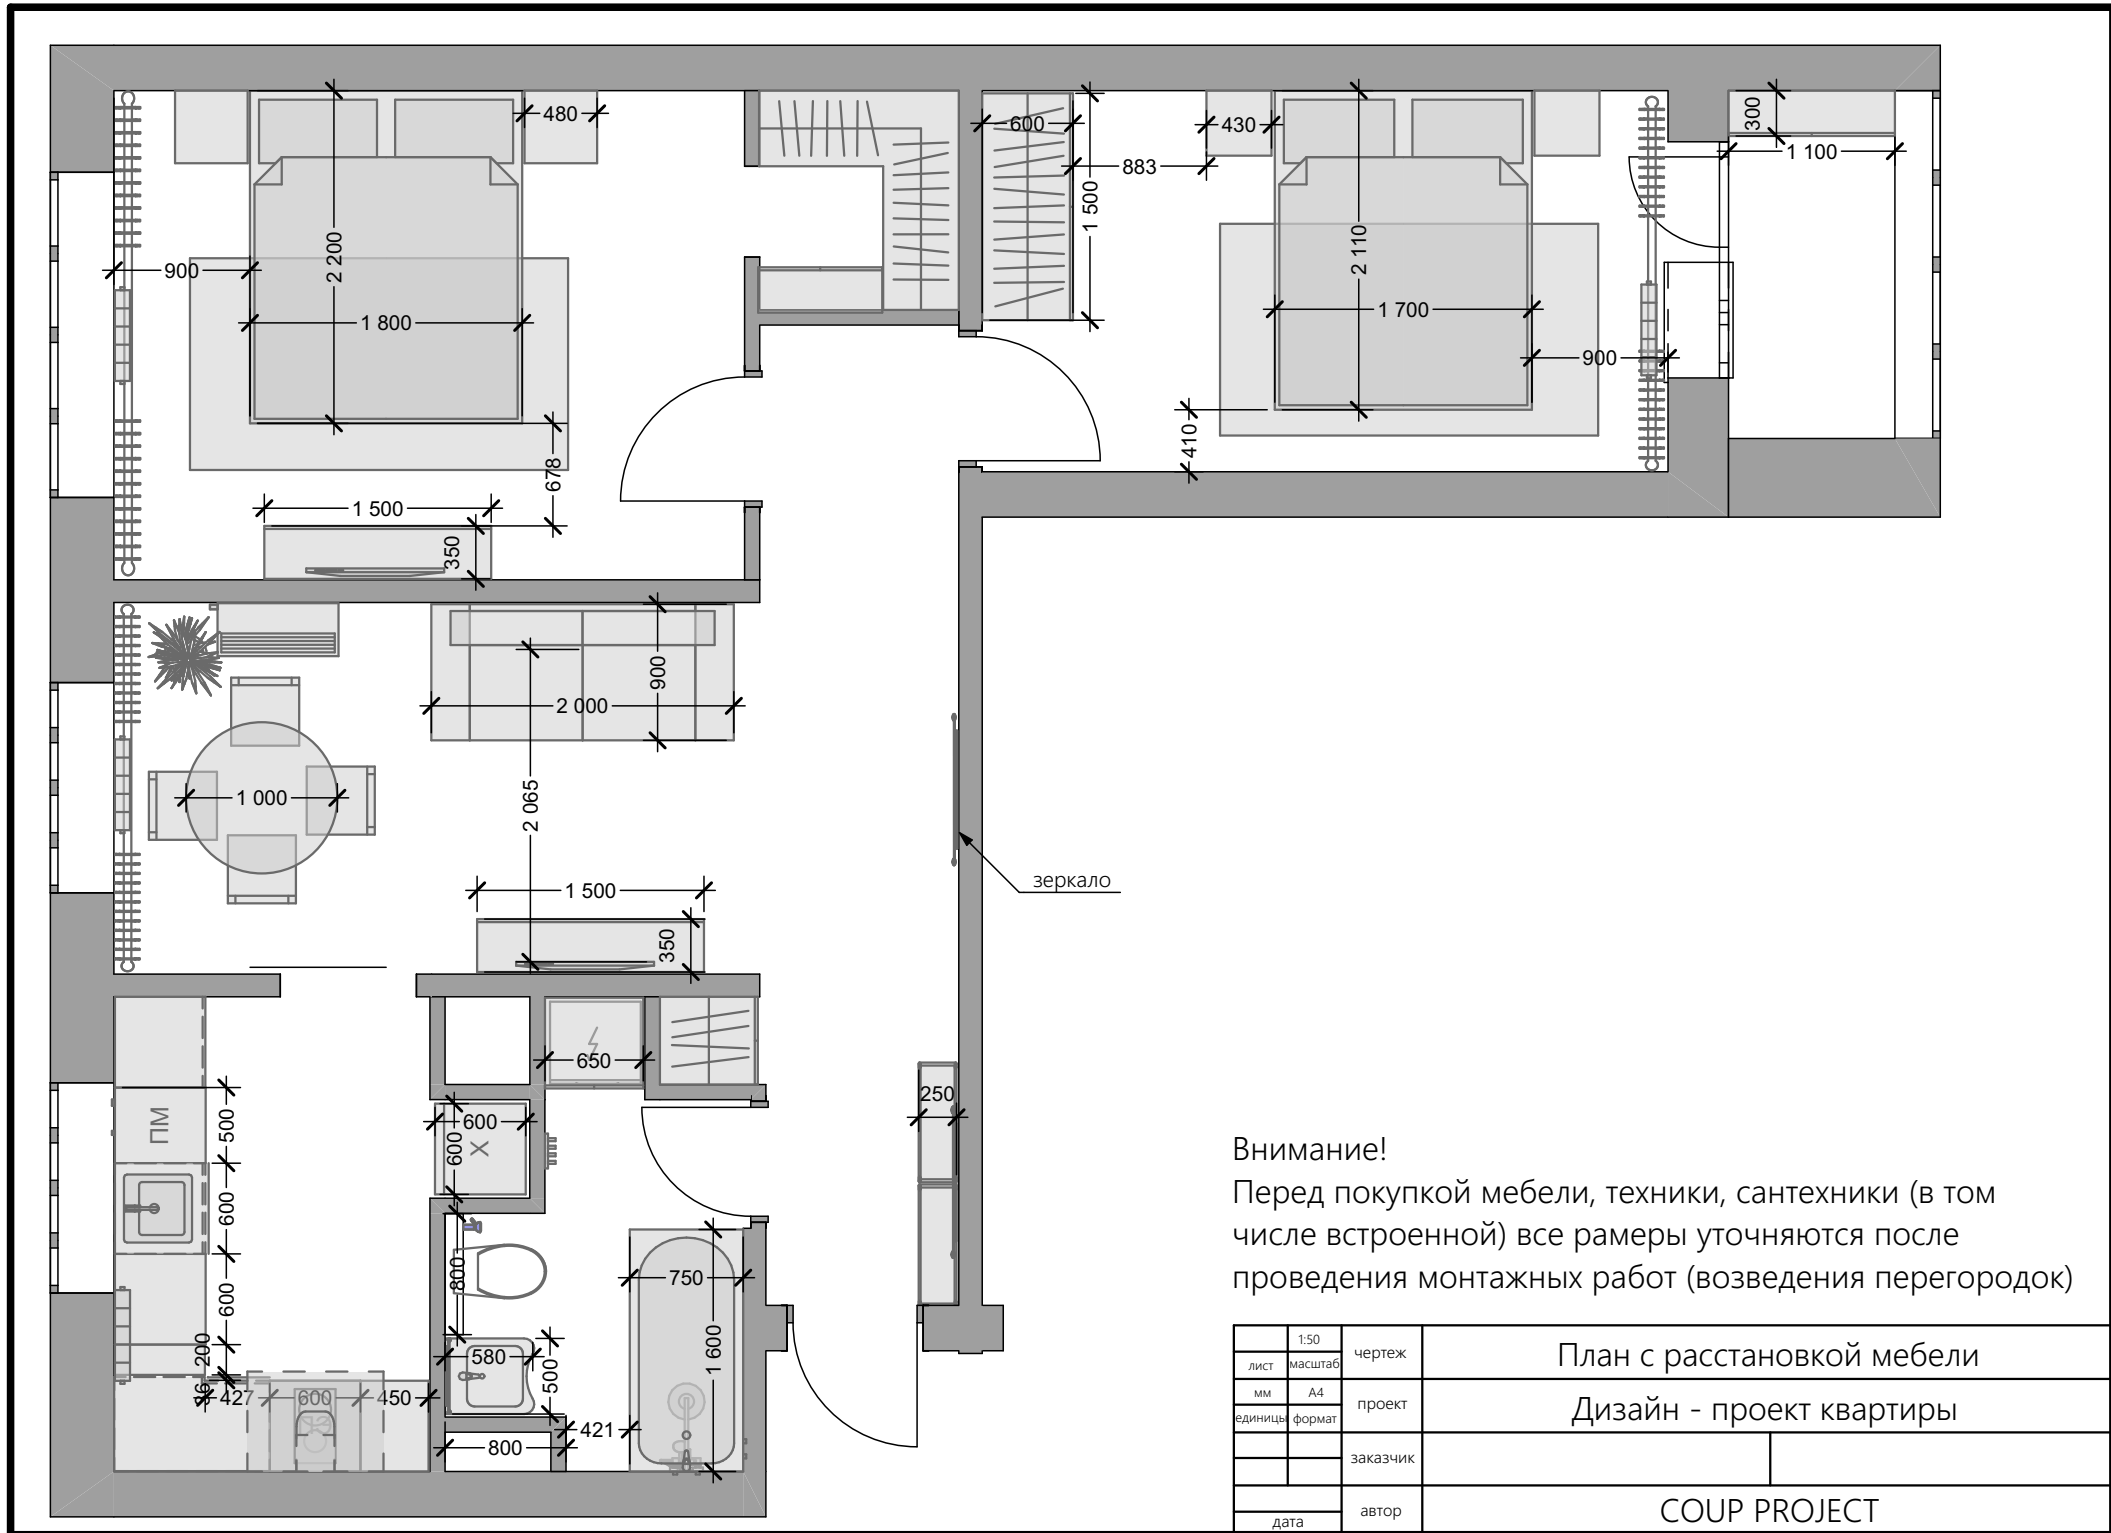 480
600
430
300
1 100
883
1 500
2 200
900
1 800
2 110
1 700
900
410
678
1 500
350
900
2 000
1 000
2 065
зеркало
1 500
350
650
250
ПМ
500
600
600
Х
600
600
800
750
1 600
200
580
500
427
600
450
421
800
Внимание!
Перед покупкой мебели, техники, сантехники (в том
числе встроенной) все рамеры уточняются после
проведения монтажных работ (возведения перегородок)
1:50
лист
масштаб
чертеж
План с расстановкой мебели
мм
А4
единицы
формат
проект
Дизайн - проект квартиры
заказчик
дата
автор
COUP PROJECT